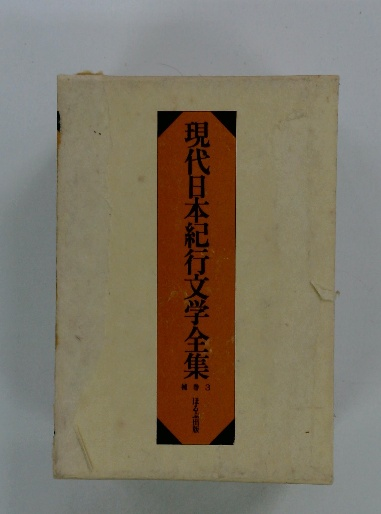 現代日本紀行文学全集
補巻3
ほるぷ出版